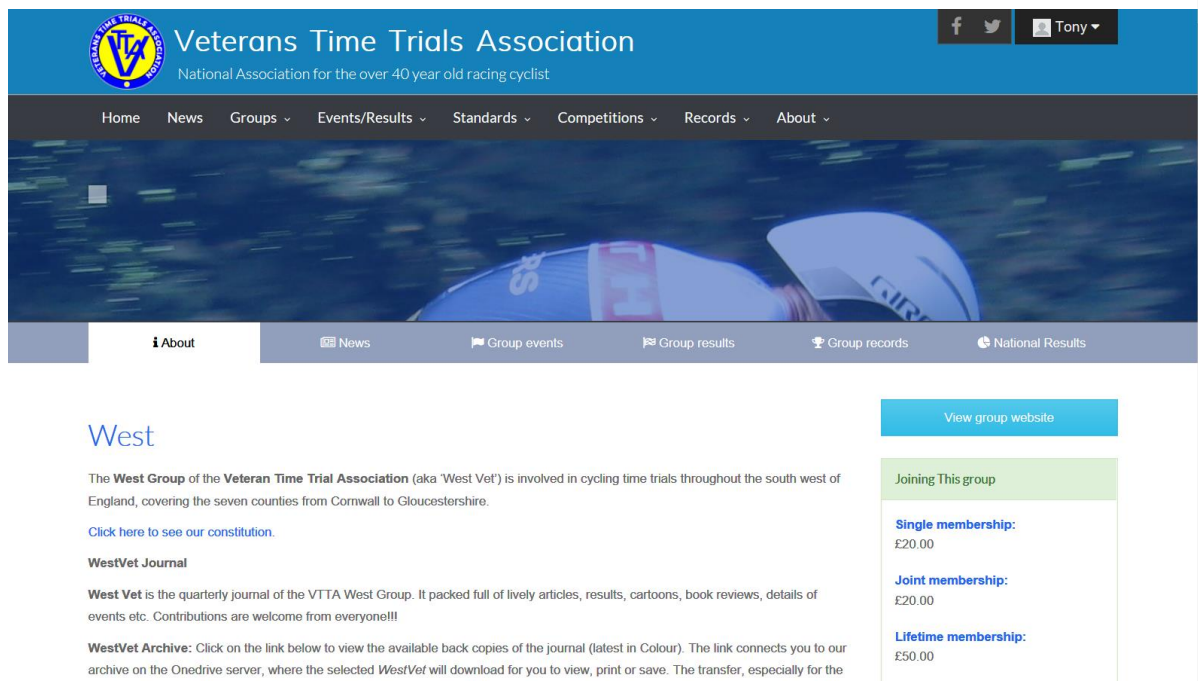 VETERANS TIME TRIALS ASSOCIATION
VTTA
Veterans Time Trials Association
National Association for the over 40 year old racing cyclist
Tony
Home News Groups Events/Results Standards Competitions Records About
RS
TH
GIRO
About News Group events Group results Group records National Results
West
The West Group of the Veteran Time Trial Association (aka ‘West Vet’) is involved in cycling time trials throughout the south west of
England, covering the seven counties from Cornwall to Gloucestershire.
Click here to see our constitution.
WestVet Journal
West Vet is the quarterly journal of the VTTA West Group. It packed full of lively articles, results, cartoons, book reviews, details of
events etc. Contributions are welcome from everyone!!!
WestVet Archive: Click on the link below to view the available back copies of the journal (latest in Colour). The link connects you to our
archive on the Onedrive server, where the selected WestVet will download for you to view, print or save. The transfer, especially for the
View group website
Joining This group
Single membership:
£20.00
Joint membership:
£20.00
Lifetime membership:
£50.00